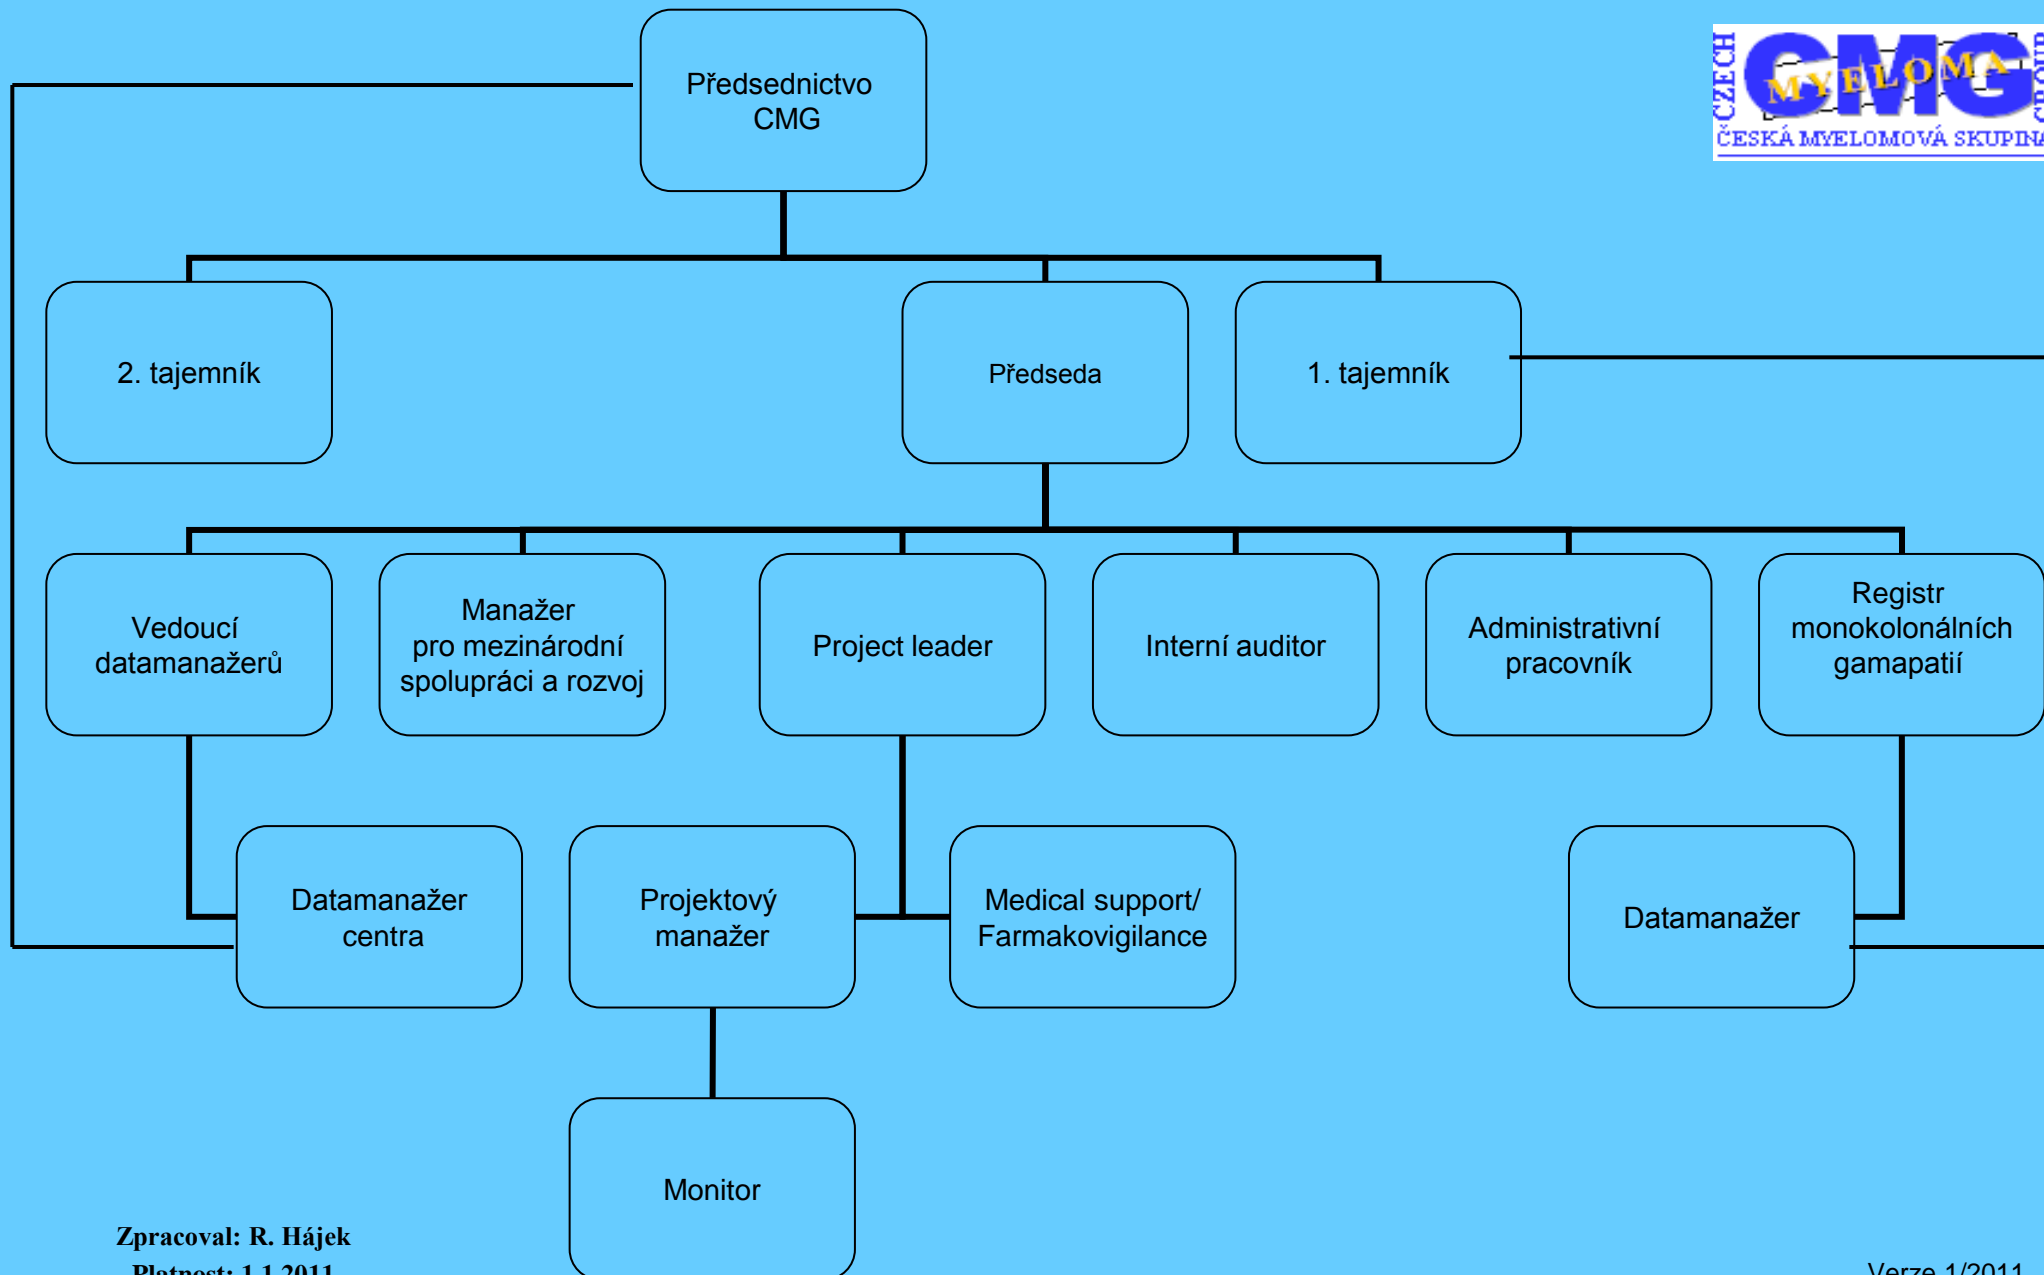 Předsednictvo
CMG
CZECH
CMG
MYELOMA
GROUP
ČESKÁ MYELOMOVÁ SKUPINA
2. tajemník
Předseda
1. tajemník
Vedoucí
datamanažerů
Manažer
pro mezinárodní
spolupráci a rozvoj
Project leader
Interní auditor
Administrativní
pracovník
Registr
monokolonálních
gamapatií
Datamanažer
centra
Projektový
manažer
Medical support/
Farmakovigilance
Datamanažer
Monitor
Zpracoval: R. Hájek
Platnost: 1.1.2011
Verze 1/2011